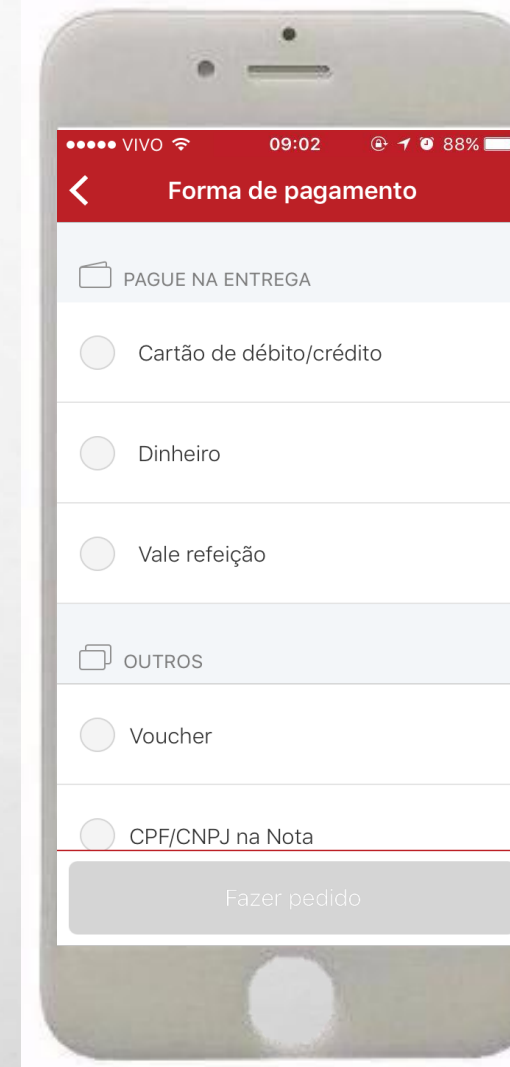 VIVO 09:02 88%
Forma de pagamento
PAGUE NA ENTREGA
Cartão de débito/crédito
Dinheiro
Vale refeição
OUTROS
Voucher
CPF/CNPJ na Nota
Fazer pedido